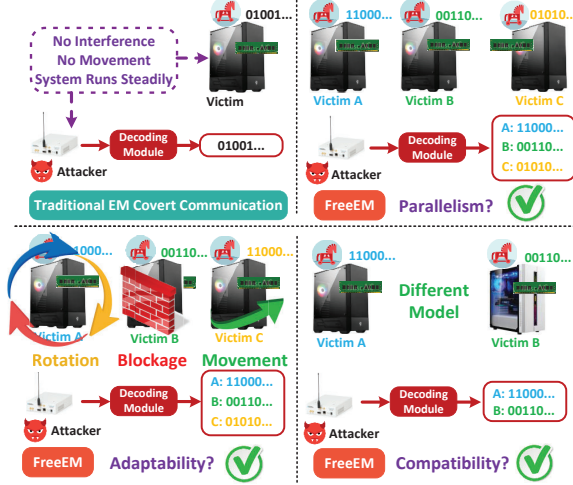 No Interference
No Movement
System Runs Steadily
01001...
Victim
Attacker
Decoding
Module
01001...
Traditional EM Covert Communication
11000...
00110...
01010...
Victim A
Victim B
Victim C
Attacker
Decoding
Module
A: 11000...
B: 00110...
C: 01010...
FreeEM
Parallelism?
11000...
00110...
11000...
Victim A
Victim B
Victim C
Rotation
Blockage
Movement
Attacker
Decoding
Module
A: 11000...
B: 00110...
C: 01010...
FreeEM
Adaptability?
11000...
00110...
Different
Model
Victim A
Victim B
Attacker
Decoding
Module
A: 11000...
B: 00110...
FreeEM
Compatibility?